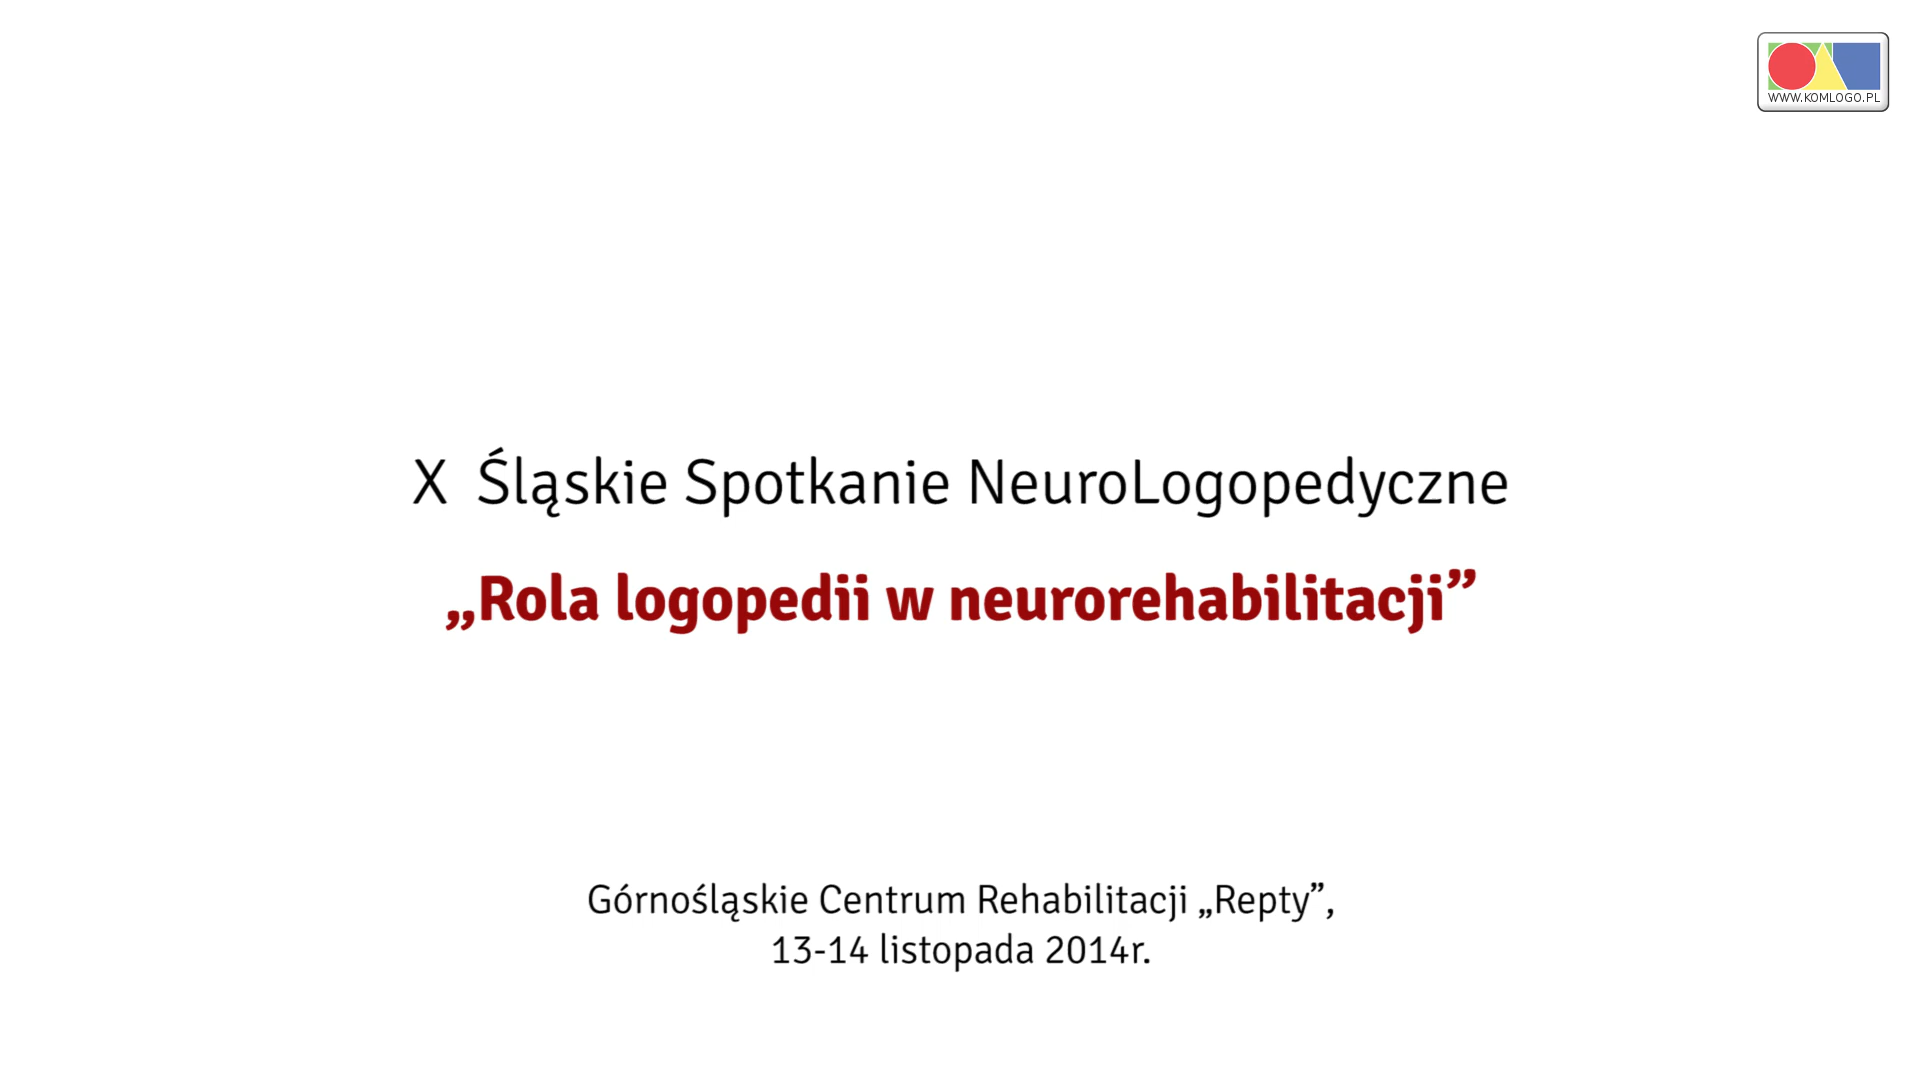 WWW.KOMLOGO.PL
X Śląskie Spotkanie NeuroLogopedyczne
„Rola logopedii w neurorehabilitacji”
Górnośląskie Centrum Rehabilitacji „Repty”,
13-14 listopada 2014r.